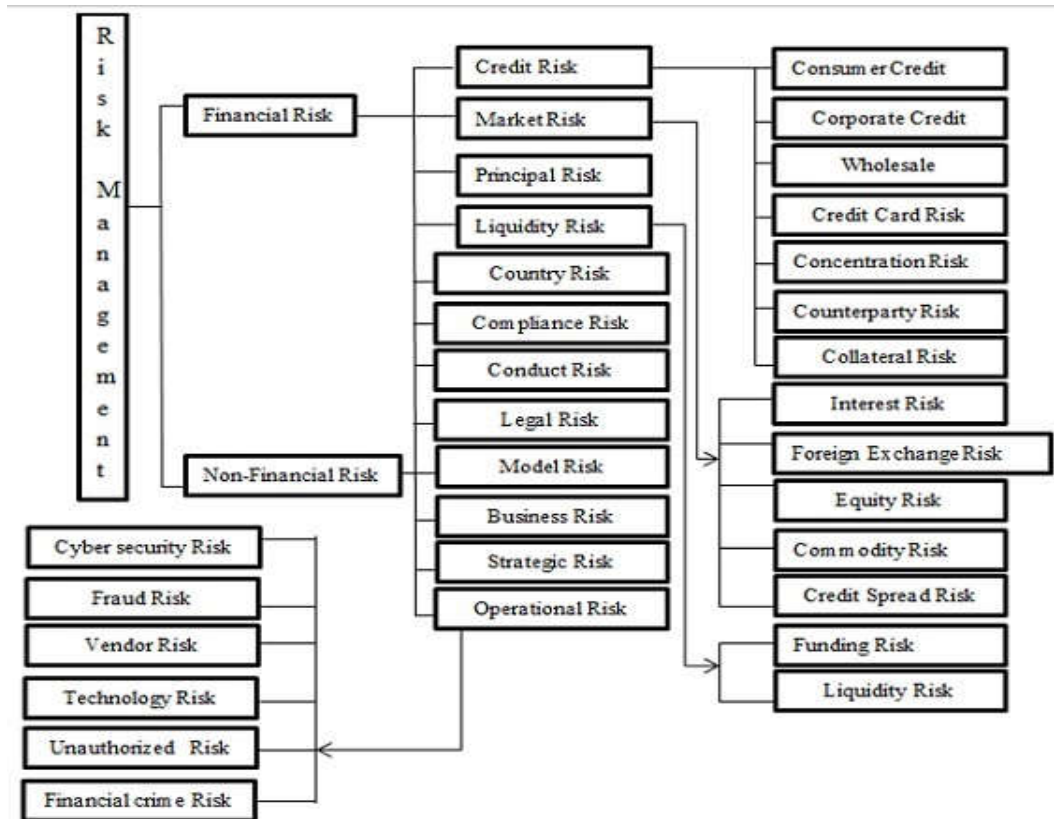 Risk Management
Financial Risk
Non-Financial Risk
Credit Risk
Market Risk
Principal Risk
Liquidity Risk
Country Risk
Compliance Risk
Conduct Risk
Legal Risk
Model Risk
Business Risk
Strategic Risk
Operational Risk
Consumer Credit
Corporate Credit
Wholesale
Credit Card Risk
Concentration Risk
Counterparty Risk
Collateral Risk
Interest Risk
Foreign Exchange Risk
Equity Risk
Commodity Risk
Credit Spread Risk
Funding Risk
Liquidity Risk
Cyber security Risk
Fraud Risk
Vendor Risk
Technology Risk
Unauthorized Risk
Financial crime Risk